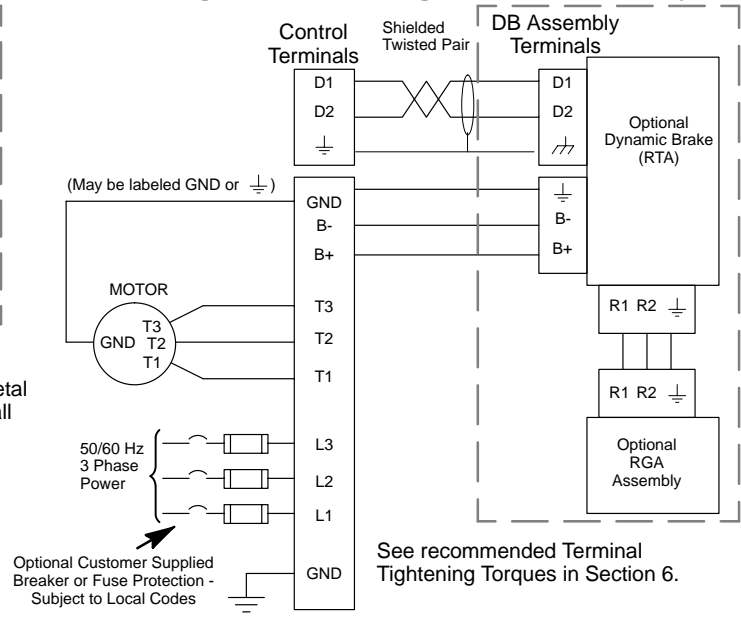 Control
Terminals
Shielded
Twisted Pair
DB Assembly
Terminals
D1
D2
D1
D2
Optional
Dynamic Brake
(RTA)
(May be labeled GND or ⏚)
GND
B-
B+
B-
B+
MOTOR
GND
T3
T2
T1
T3
T2
T1
R1 R2
R1 R2
etal
all
50/60 Hz
3 Phase
Power
L3
L2
L1
Optional
RGA
Assembly
Optional Customer Supplied
Breaker or Fuse Protection -
Subject to Local Codes
GND
See recommended Terminal
Tightening Torques in Section 6.